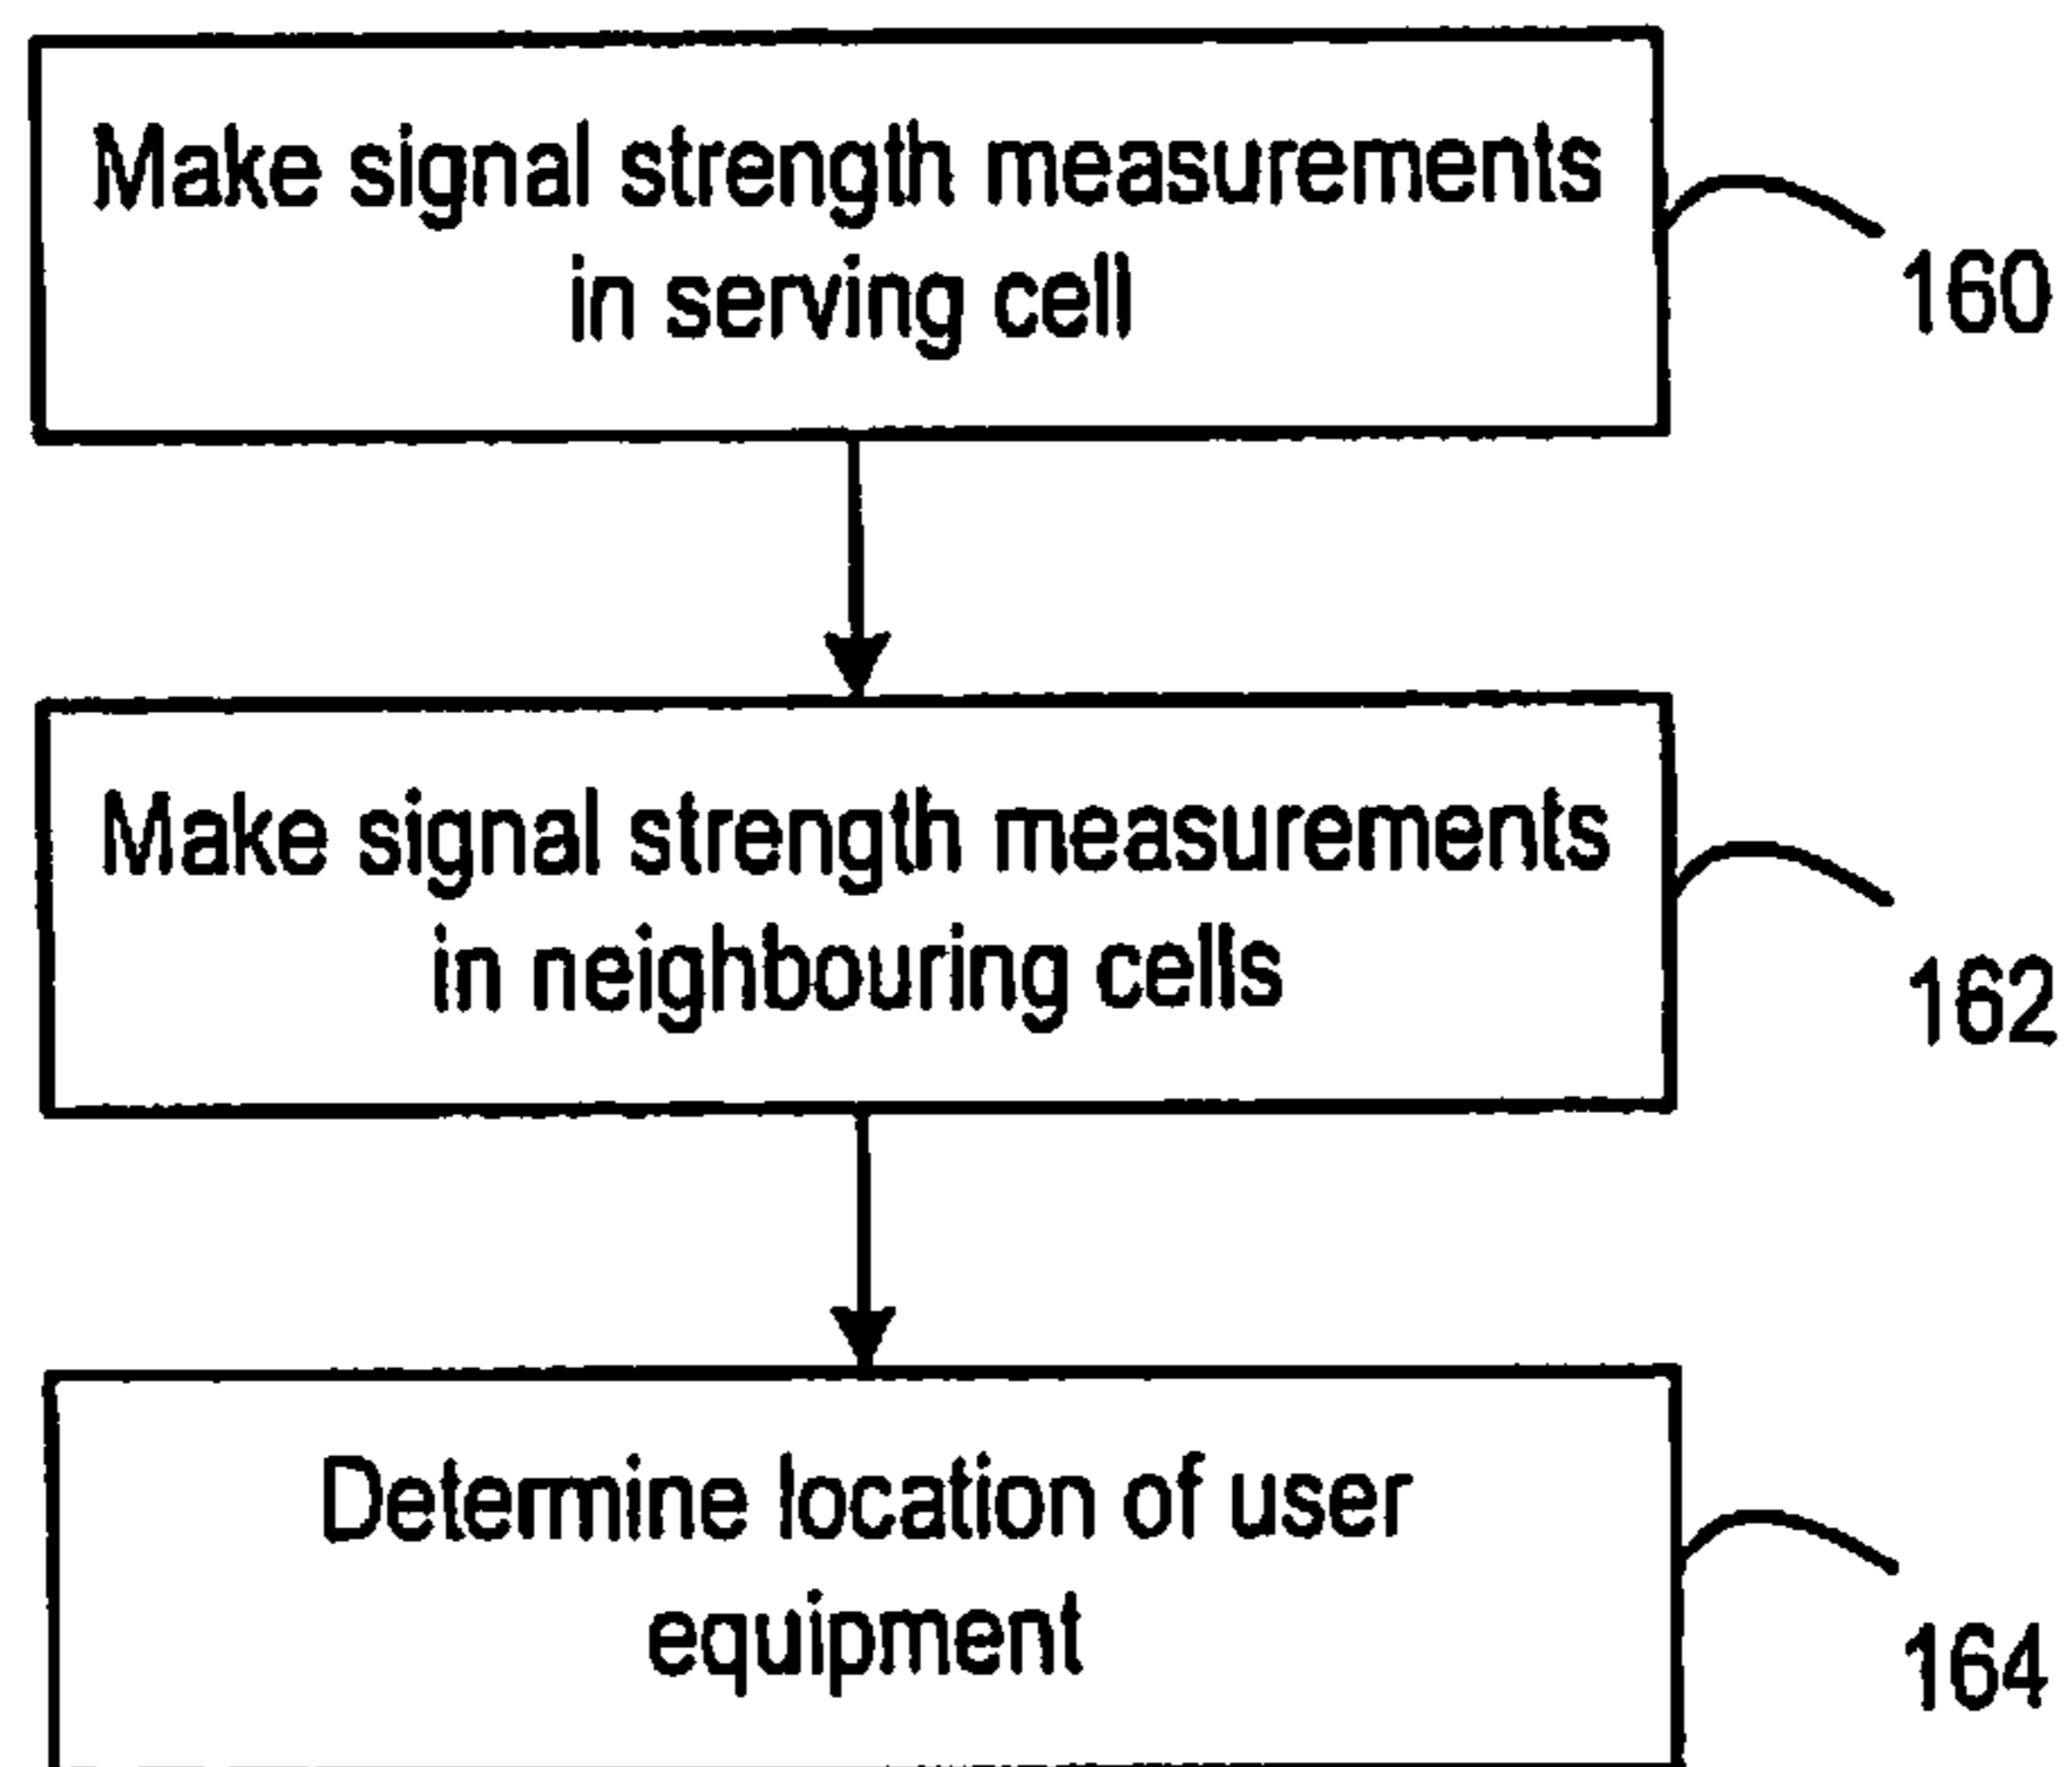 Make signal strength measurements
in serving cell
160
Make signal strength measurements
in neighbouring cells
162
Determine location of user
equipment
164